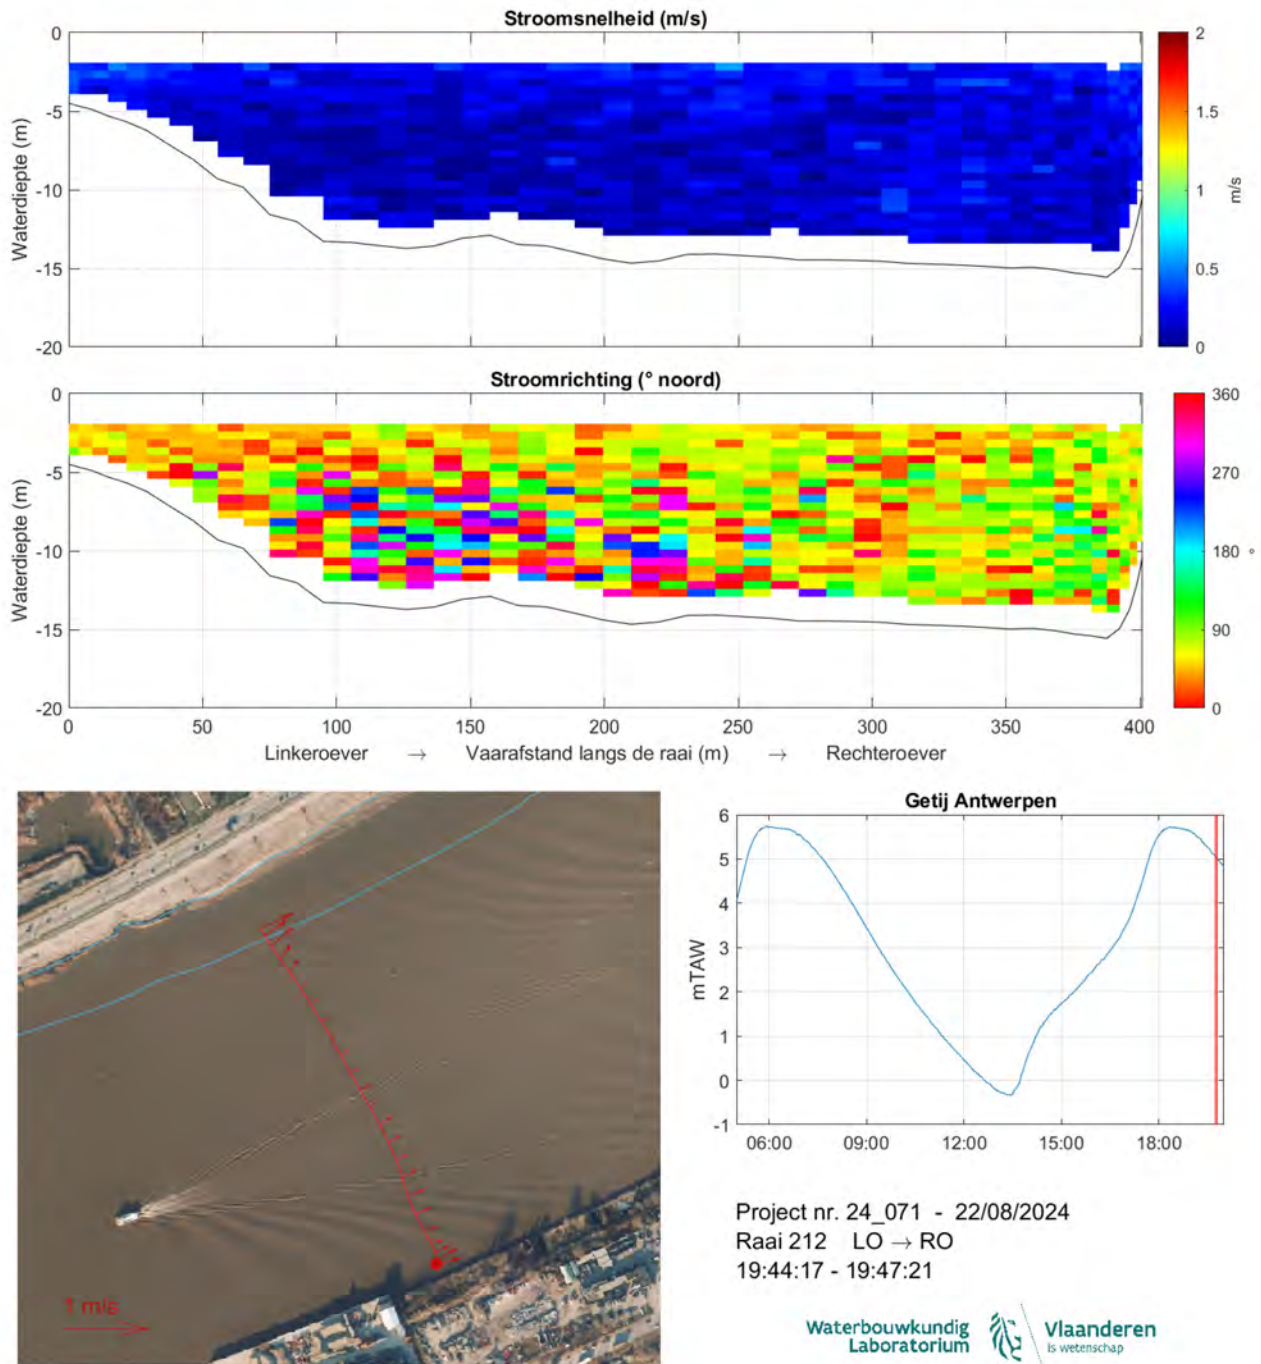 Stroomsnelheid (m/s)
0
-5
-10
-15
-20
Waterdiepte (m)
2
1.5
1
0.5
0
m/s
Stroomrichting (° noord)
0
-5
-10
-15
-20
Waterdiepte (m)
360
270
180
90
0
°
0 50 100 150 200 250 300 350 400
Linkeroever → Vaarafstand langs de raai (m) → Rechteroever
1 m/s
Getij Antwerpen
6
5
4
3
2
1
0
-1
mTAW
06:00 09:00 12:00 15:00 18:00
Project nr. 24_071 - 22/08/2024
Raai 212 LO → RO
19:44:17 - 19:47:21
Waterbouwkundig
Laboratorium
Vlaanderen
is wetenschap